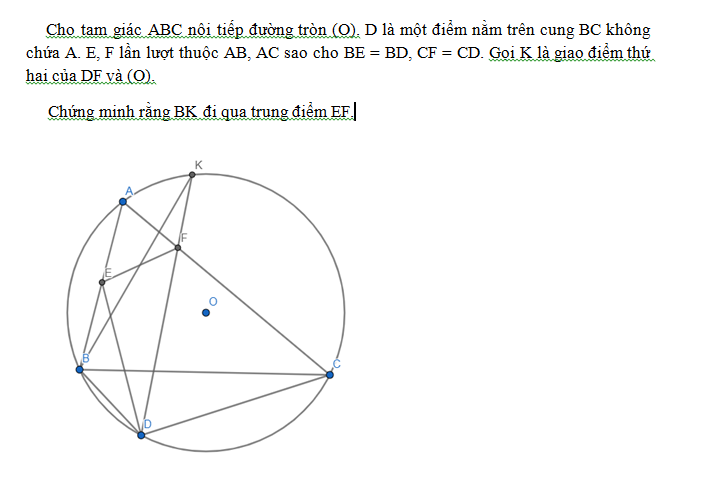 Cho tam giác ABC nôi tiếp đường tròn (O). D là một điểm nằm trên cung BC không
chứa A. E, F lần lượt thuộc AB, AC sao cho BE = BD, CF = CD. Gọi K là giao điểm thứ
hai của DF và (O).
Chứng minh rằng BK đi qua trung điểm EF.
K
A
F
E
O
B
C
D